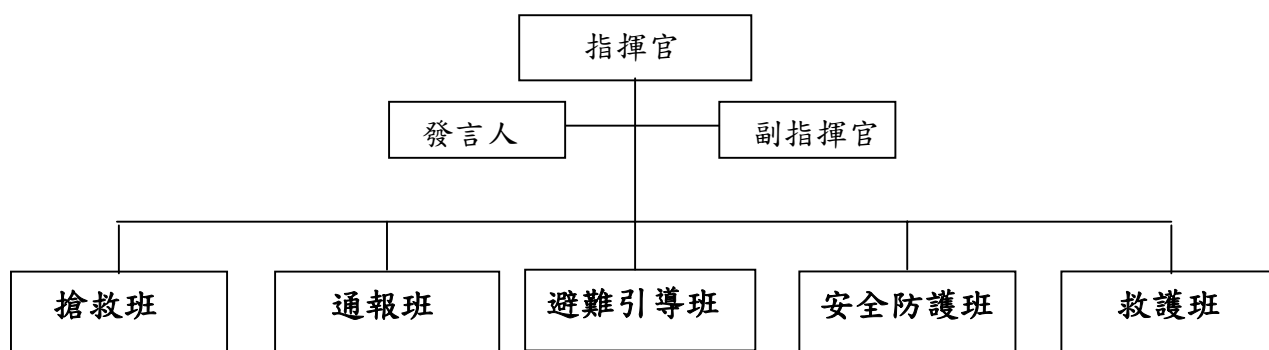 指揮官
發言人
副指揮官
搶救班
通報班
避難引導班
安全防護班
救護班